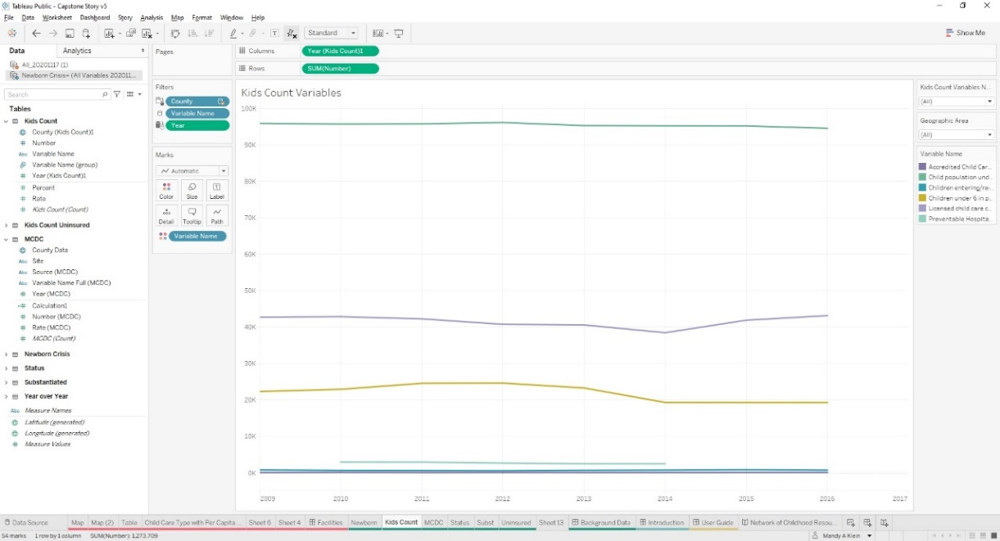 Tableau Public - Capstone Story v5
File Data Worksheet Dashboard Story Analysis Map Format Window Help
Standard Show Me
Data Analytics
All_20201117 (1)
Newborn Crisis+ (All Variables 202011...
Search
Tables
Kids Count
County (Kids Count)1
Number
Abc Variable Name
Variable Name (group)
Year (Kids Count)1
Percent
Rate
Kids Count (Count)
Kids Count Uninsured
MCDC
County Data
Abc Site
Abc Source (MCDC)
Abc Variable Name Full (MCDC)
Year (MCDC)
Calculation1
Number (MCDC)
Rate (MCDC)
MCDC (Count)
Newborn Crisis
Status
Substantiated
Year over Year
Abc Measure Names
Latitude (generated)
Longitude (generated)
Measure Values
Pages
Filters
County
Variable Name
Year
Marks
Automatic
Color Size Label
Detail Tooltip Path
Variable Name
Columns Year (Kids Count)1
Rows SUM(Number)
Kids Count Variables
100K
90K
80K
70K
60K
50K
40K
30K
20K
10K
0K
2009 2010 2011 2012 2013 2014 2015 2016 2017
Kids Count Variables N...
(All)
Geographic Area
(All)
Variable Name
Accredited Child Car...
Child population und...
Children entering/re-...
Children under 6 in p...
Licensed child care c...
Preventable Hospita...
Data Source Map Map (2) Table Child Care Type with Per Capita ... Sheet 6 Sheet 4 Facilities Newborn Kids Count MCDC Status Subst Uninsured Sheet 13 Background Data Introduction User Guide Network of Childhood Resou...
54 marks 1 row by 1 column SUM(Number): 1,273,709 Mandy A Klein